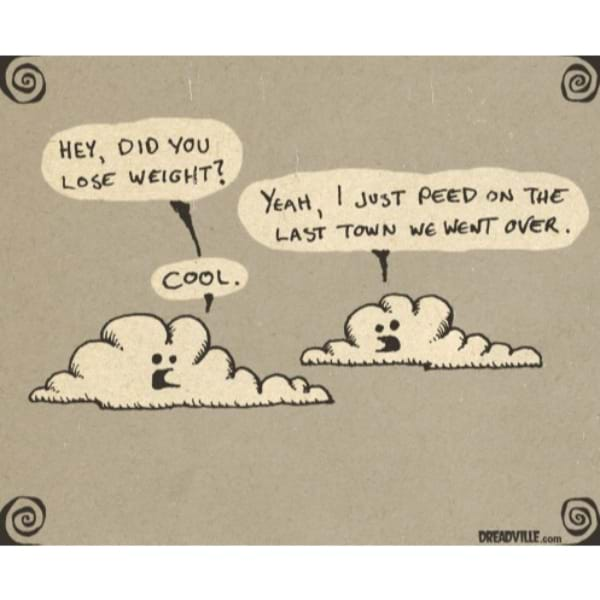 HEY, DID YOU
LOSE WEIGHT?
YEAH, I JUST PEED ON THE
LAST TOWN WE WENT OVER.
COOL.
DREADVILLE.com